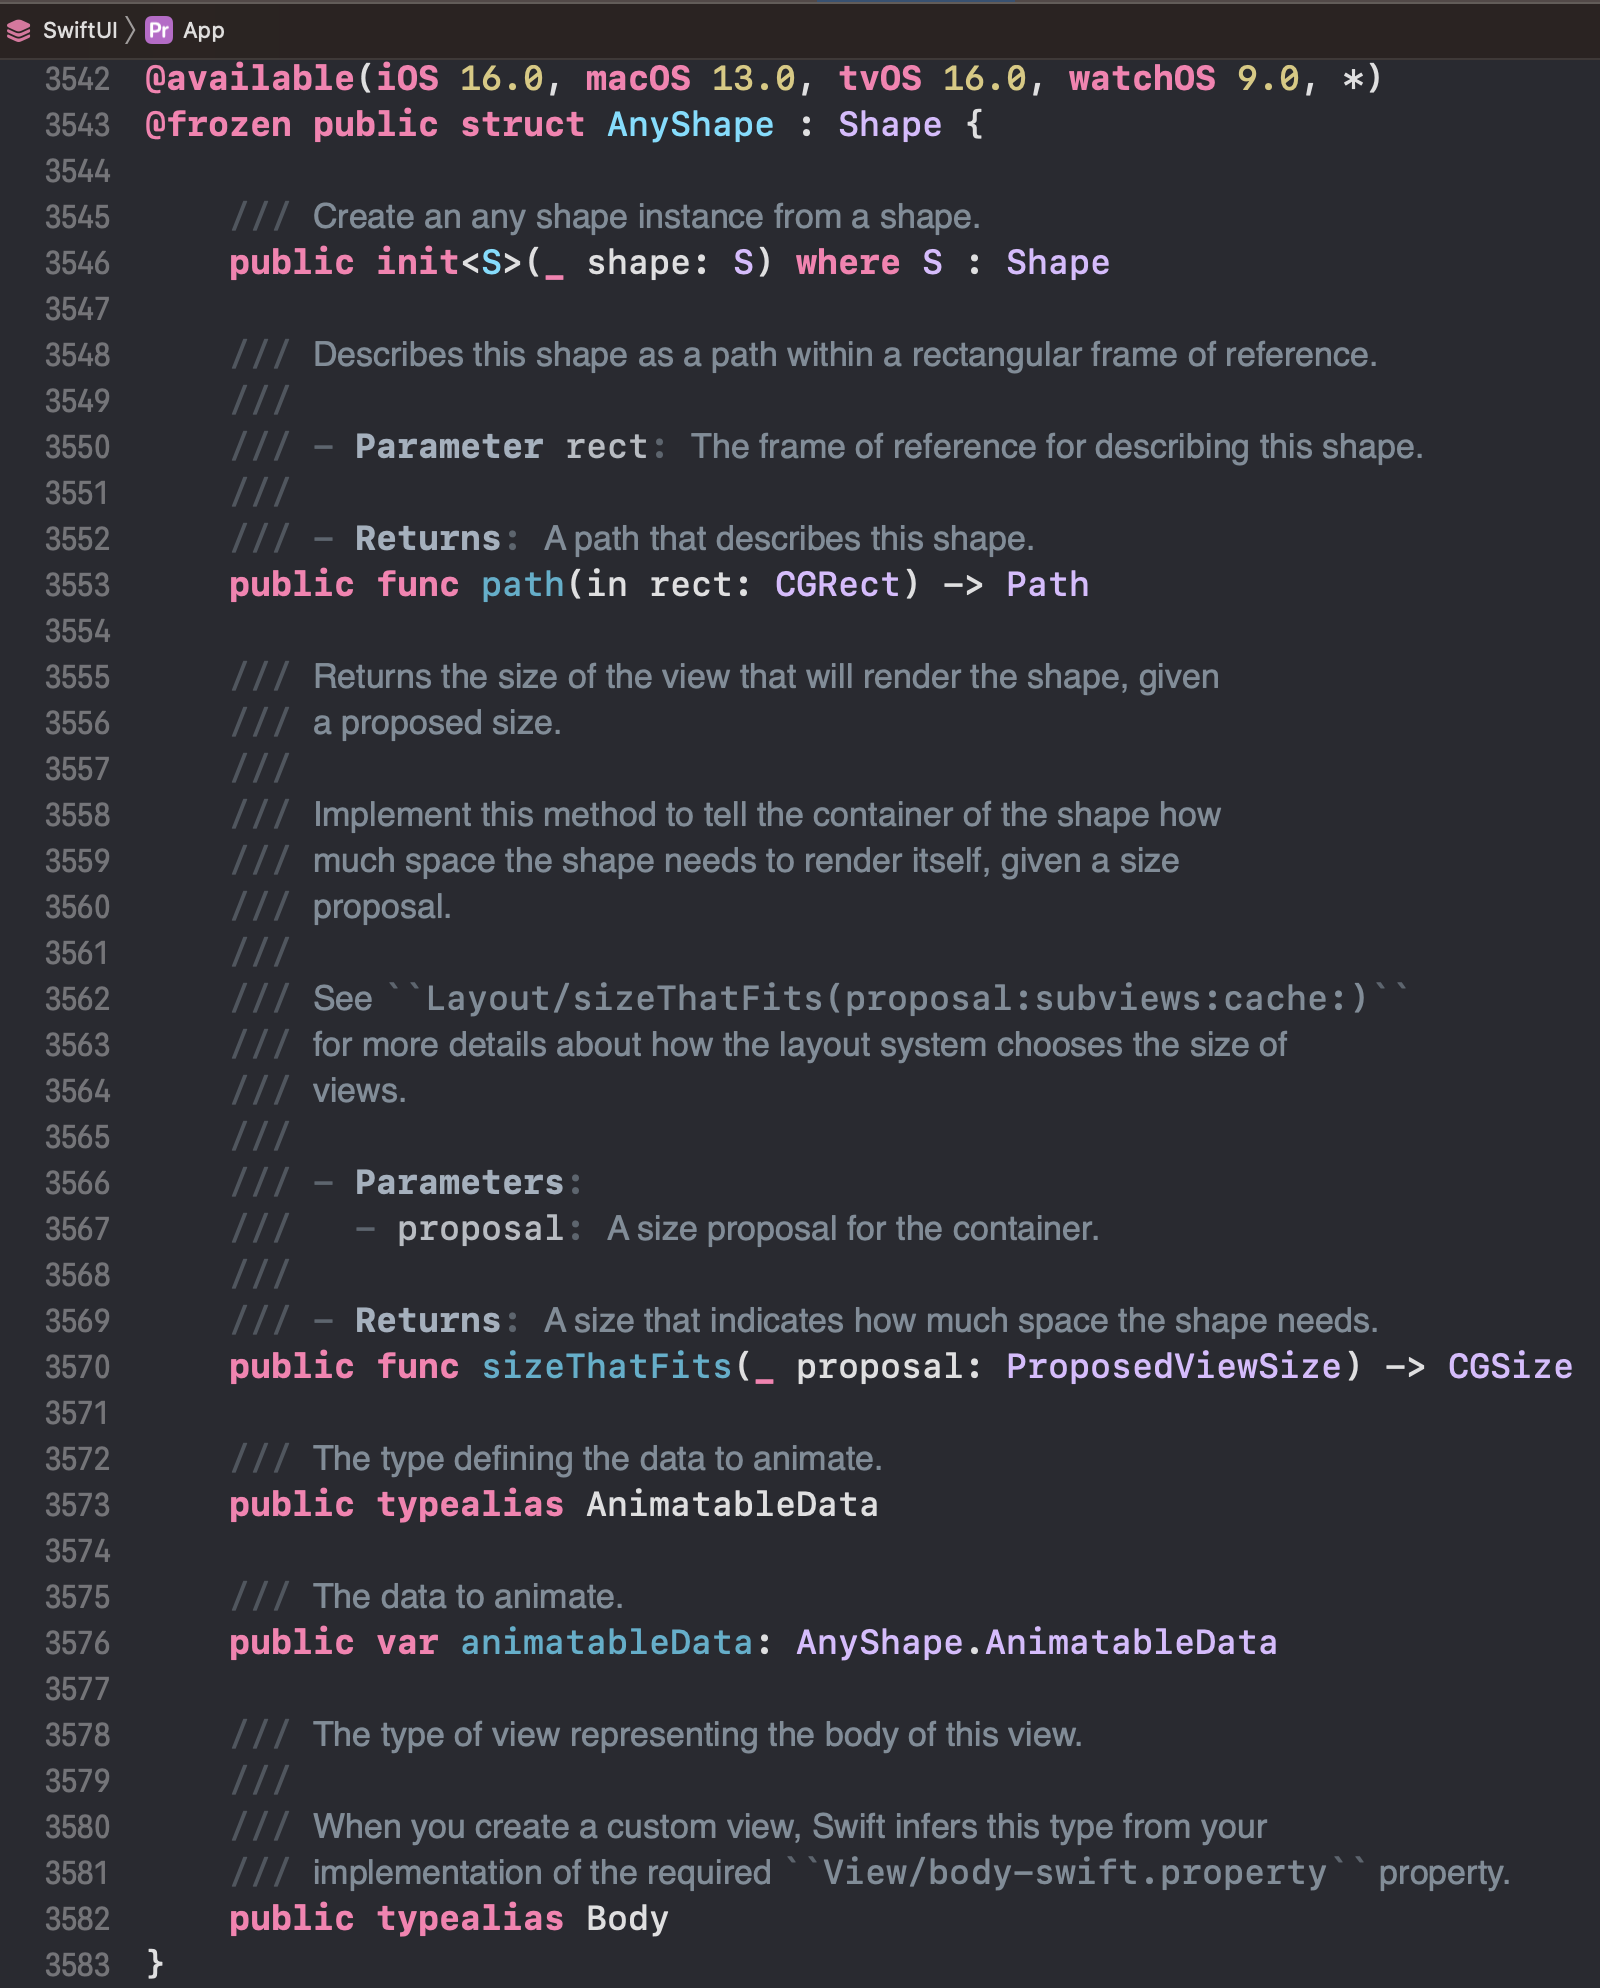 SwiftUI 〉 Pr App
3542 @available(iOS 16.0, macOS 13.0, tvOS 16.0, watchOS 9.0, *)
3543 @frozen public struct AnyShape : Shape {
3544
3545     /// Create an any shape instance from a shape.
3546     public init<S>(_ shape: S) where S : Shape
3547
3548     /// Describes this shape as a path within a rectangular frame of reference.
3549     ///
3550     /// - Parameter rect: The frame of reference for describing this shape.
3551     ///
3552     /// - Returns: A path that describes this shape.
3553     public func path(in rect: CGRect) -> Path
3554
3555     /// Returns the size of the view that will render the shape, given
3556     /// a proposed size.
3557     ///
3558     /// Implement this method to tell the container of the shape how
3559     /// much space the shape needs to render itself, given a size
3560     /// proposal.
3561     ///
3562     /// See ``Layout/sizeThatFits(proposal:subviews:cache:)``
3563     /// for more details about how the layout system chooses the size of
3564     /// views.
3565     ///
3566     /// - Parameters:
3567     ///   - proposal: A size proposal for the container.
3568     ///
3569     /// - Returns: A size that indicates how much space the shape needs.
3570     public func sizeThatFits(_ proposal: ProposedViewSize) -> CGSize
3571
3572     /// The type defining the data to animate.
3573     public typealias AnimatableData
3574
3575     /// The data to animate.
3576     public var animatableData: AnyShape.AnimatableData
3577
3578     /// The type of view representing the body of this view.
3579     ///
3580     /// When you create a custom view, Swift infers this type from your
3581     /// implementation of the required ``View/body-swift.property`` property.
3582     public typealias Body
3583 }